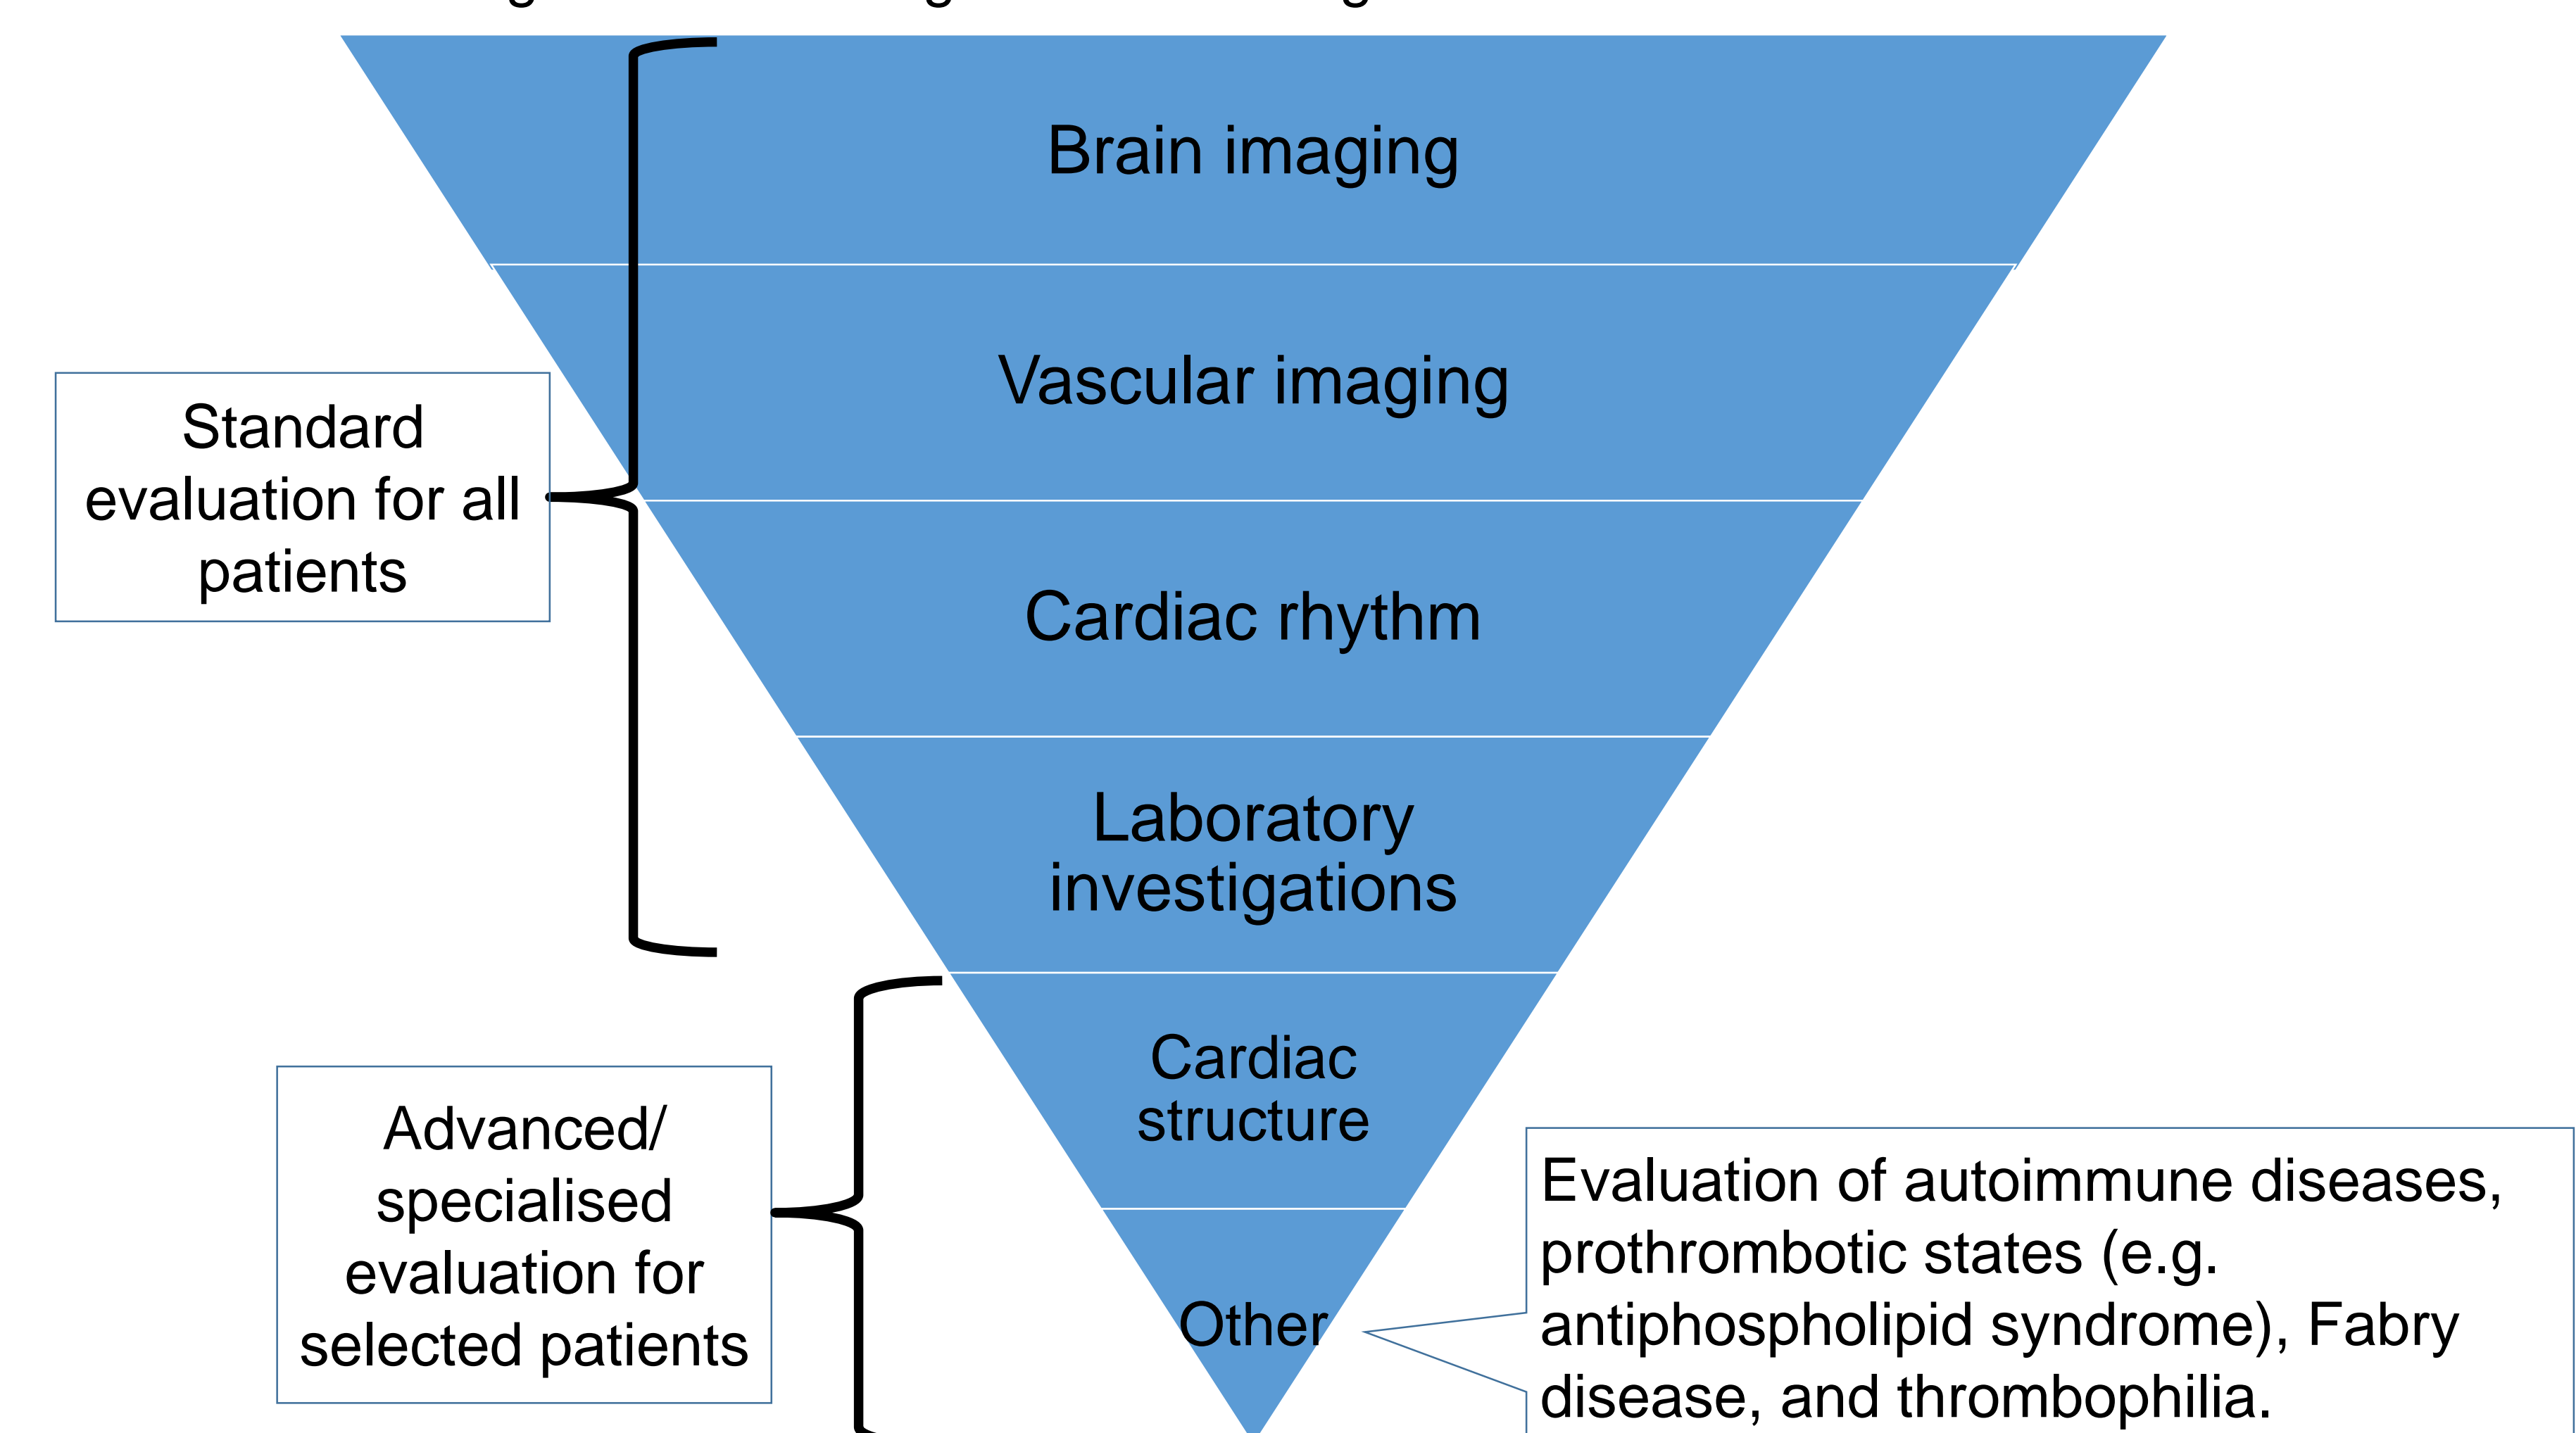 Brain imaging
Vascular imaging
Standard
evaluation for all
patients
Cardiac rhythm
Laboratory
investigations
Cardiac
structure
Advanced/
specialised
evaluation for
selected patients
Other
Evaluation of autoimmune diseases,
prothrombotic states (e.g.
antiphospholipid syndrome), Fabry
disease, and thrombophilia.